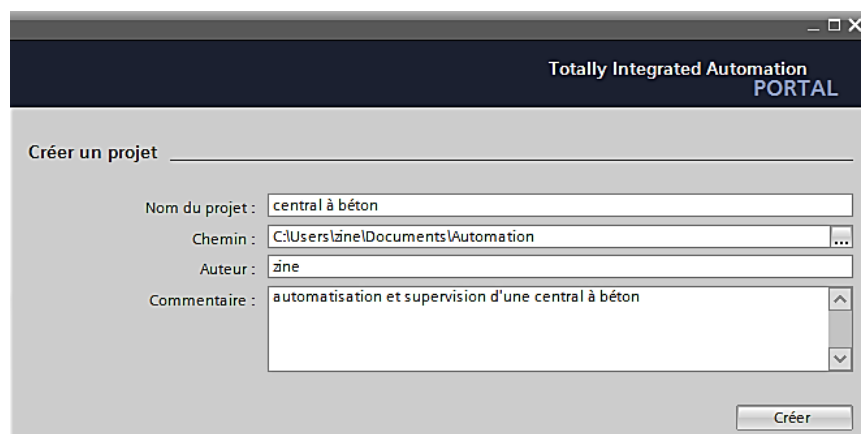 Totally Integrated Automation
PORTAL
Créer un projet
Nom du projet : central à béton
Chemin : C:\Users\zine\Documents\Automation
...
Auteur : zine
Commentaire : automatisation et supervision d'une central à béton
Créer